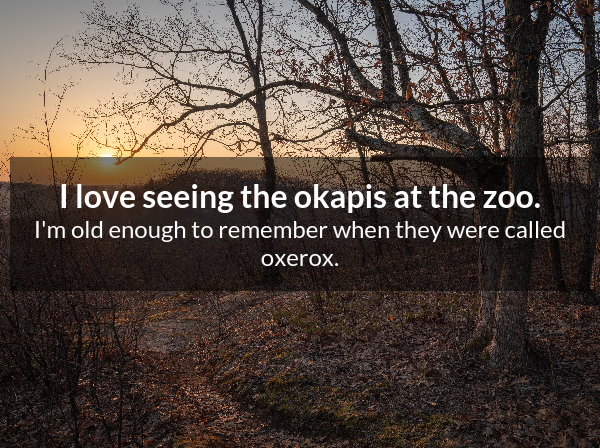 I love seeing the okapis at the zoo.
I'm old enough to remember when they were called
oxerox.